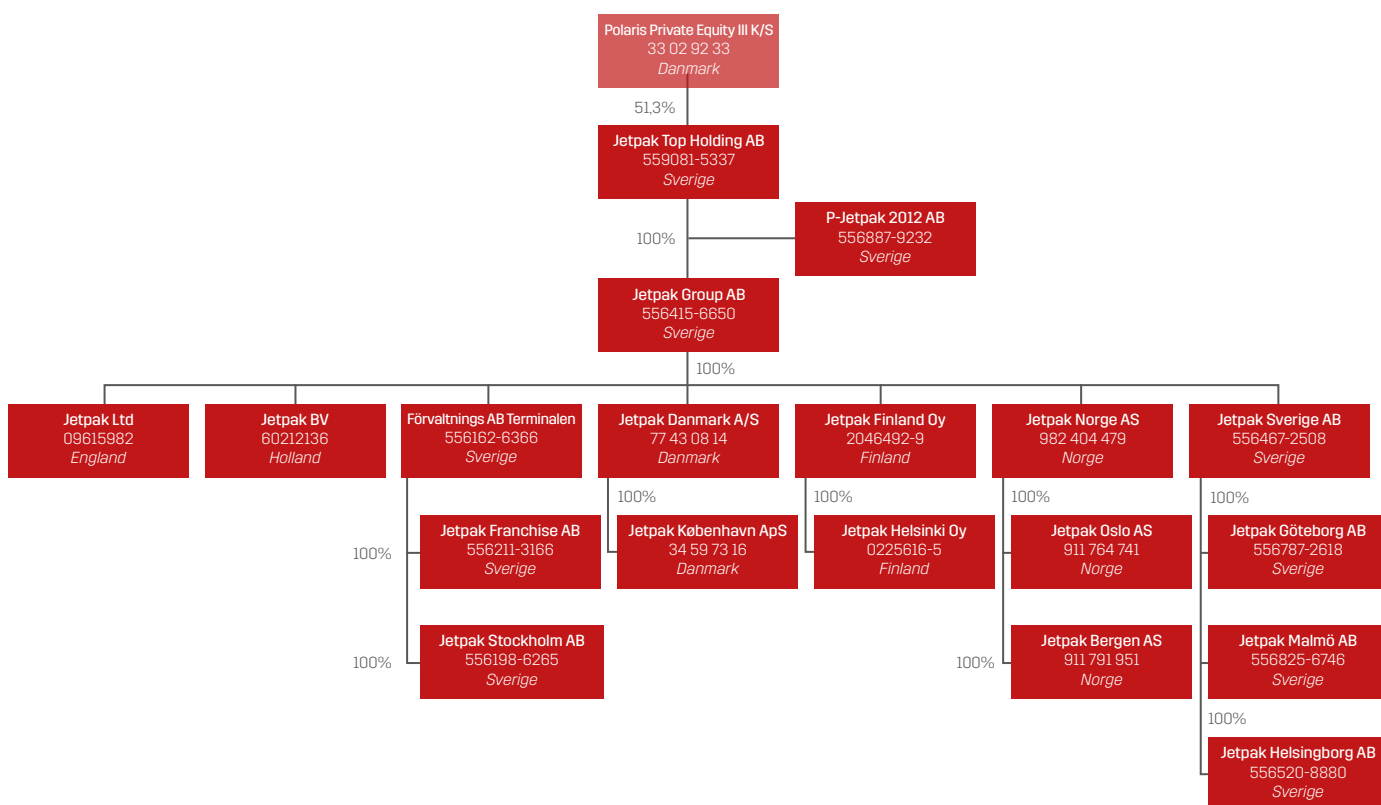 Polaris Private Equity III K/S
33 02 92 33
Danmark
51,3%
Jetpak Top Holding AB
559081-5337
Sverige
P-Jetpak 2012 AB
556887-9232
Sverige
100%
Jetpak Group AB
556415-6650
Sverige
100%
Jetpak Ltd
09615982
England
Jetpak BV
60212136
Holland
Förvaltnings AB Terminalen
556162-6366
Sverige
Jetpak Danmark A/S
77 43 08 14
Danmark
Jetpak Finland Oy
2046492-9
Finland
Jetpak Norge AS
982 404 479
Norge
Jetpak Sverige AB
556467-2508
Sverige
100%
100%
100%
100%
100%
Jetpak Franchise AB
556211-3166
Sverige
Jetpak København ApS
34 59 73 16
Danmark
Jetpak Helsinki Oy
0225616-5
Finland
Jetpak Oslo AS
911 764 741
Norge
Jetpak Göteborg AB
556787-2618
Sverige
100%
Jetpak Stockholm AB
556198-6265
Sverige
100%
Jetpak Bergen AS
911 791 951
Norge
Jetpak Malmö AB
556825-6746
Sverige
100%
Jetpak Helsingborg AB
556520-8880
Sverige